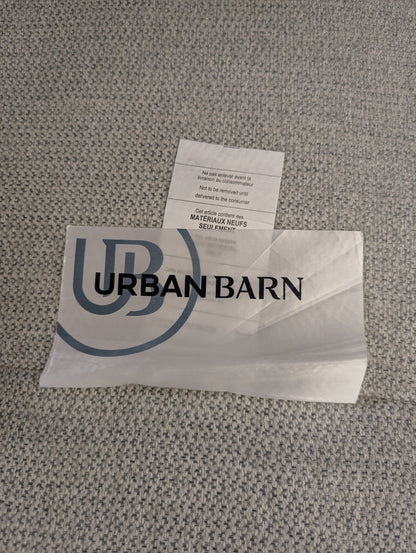 Ne pas enlever avant la
livraison au consommateur
Not to be removed until
delivered to the consumer
Cet article contient des
MATÉRIAUX NEUFS
SEULEMENT
UB
URBAN BARN